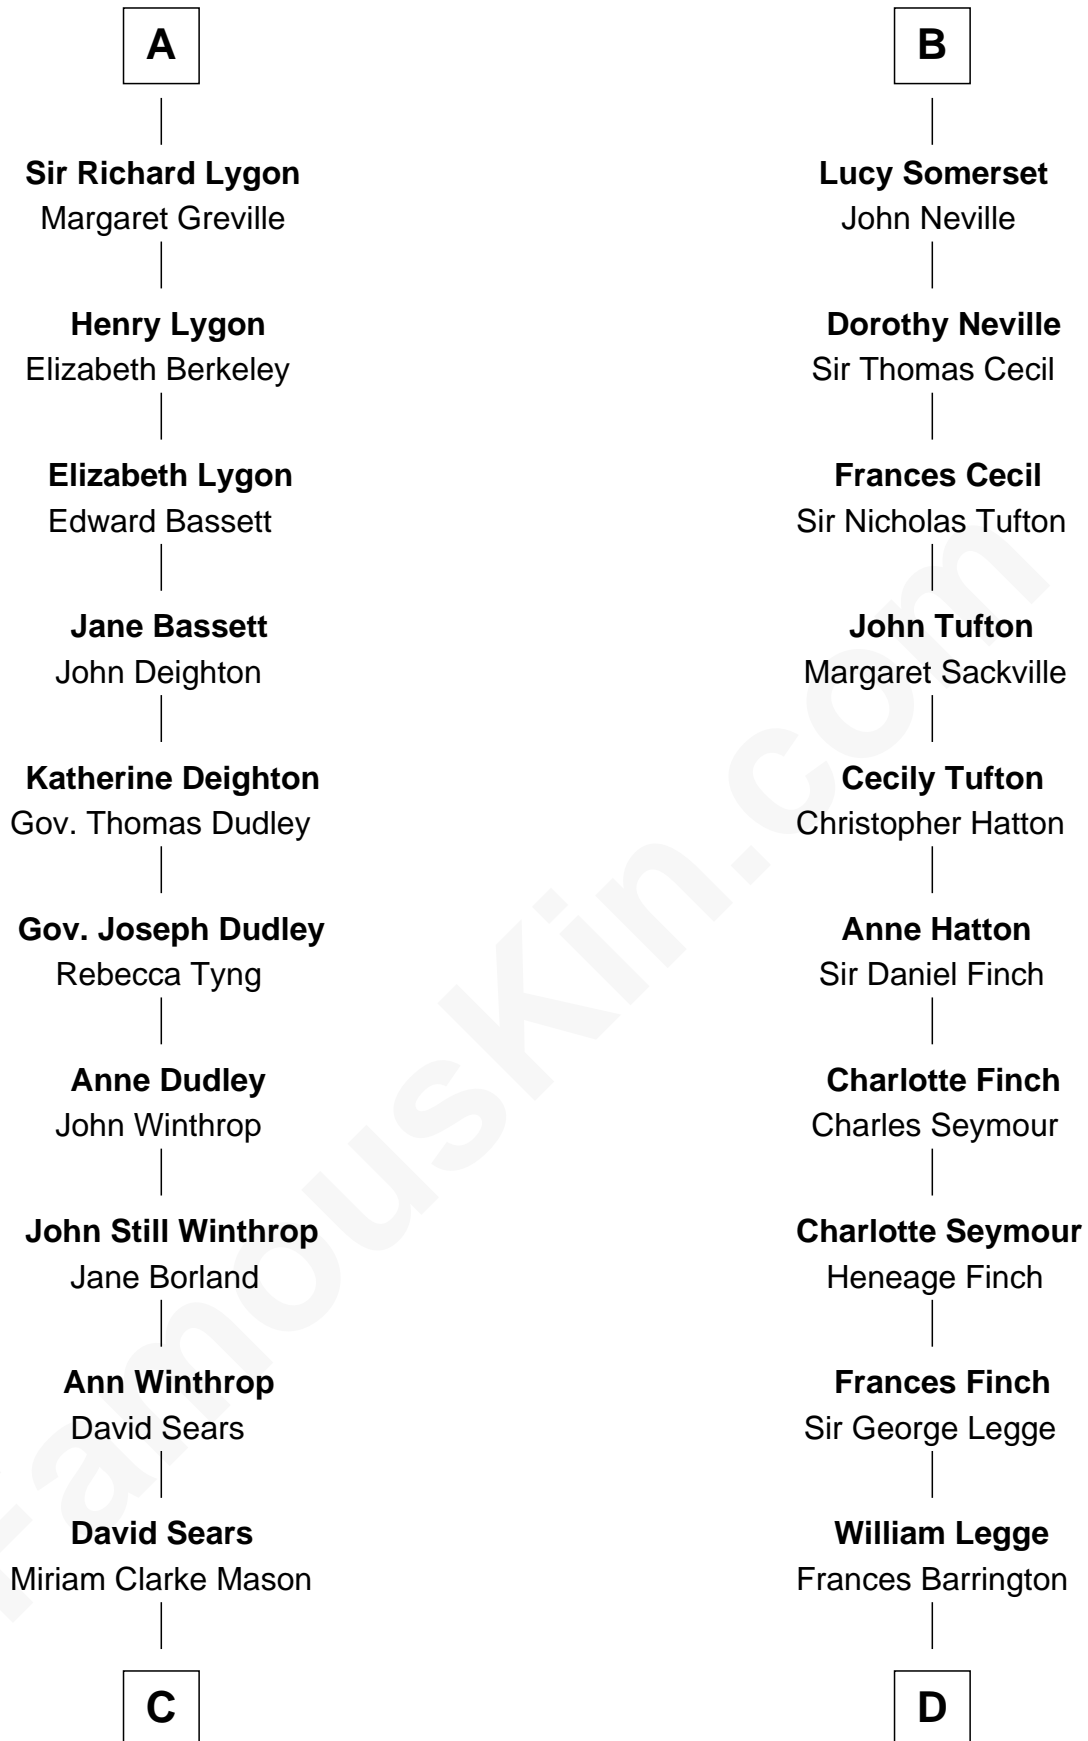 A
Sir Richard Lygon
Margaret Greville
Henry Lygon
Elizabeth Berkeley
Elizabeth Lygon
Edward Bassett
Jane Bassett
John Deighton
Katherine Deighton
Gov. Thomas Dudley
Gov. Joseph Dudley
Rebecca Tyng
Anne Dudley
John Winthrop
John Still Winthrop
Jane Borland
Ann Winthrop
David Sears
David Sears
Miriam Clarke Mason
C
B
Lucy Somerset
John Neville
Dorothy Neville
Sir Thomas Cecil
Frances Cecil
Sir Nicholas Tufton
John Tufton
Margaret Sackville
Cecily Tufton
Christopher Hatton
Anne Hatton
Sir Daniel Finch
Charlotte Finch
Charles Seymour
Charlotte Seymour
Heneage Finch
Frances Finch
Sir George Legge
William Legge
Frances Barrington
D
FamousKin.com